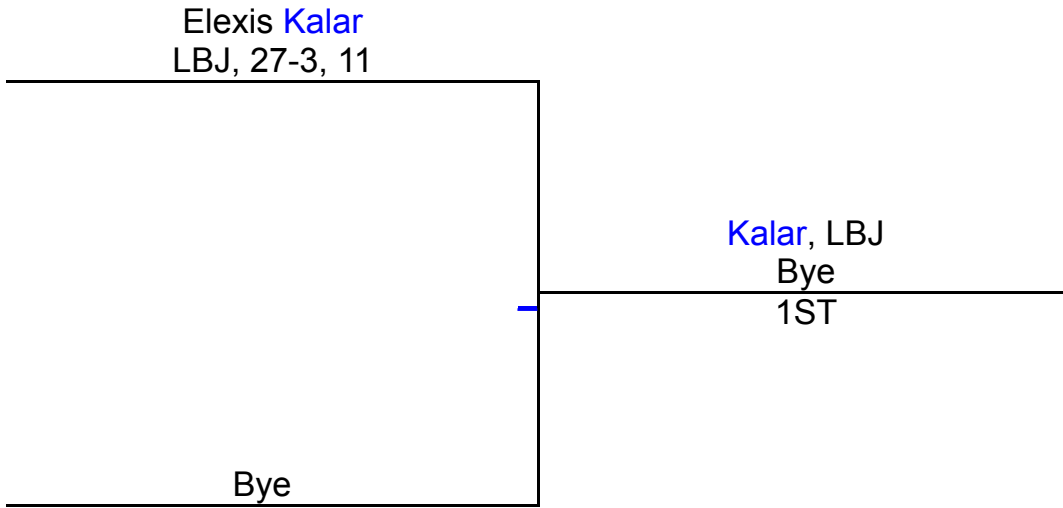 Elexis Kalar
LBJ, 27-3, 11
Kalar, LBJ
Bye
1ST
Bye